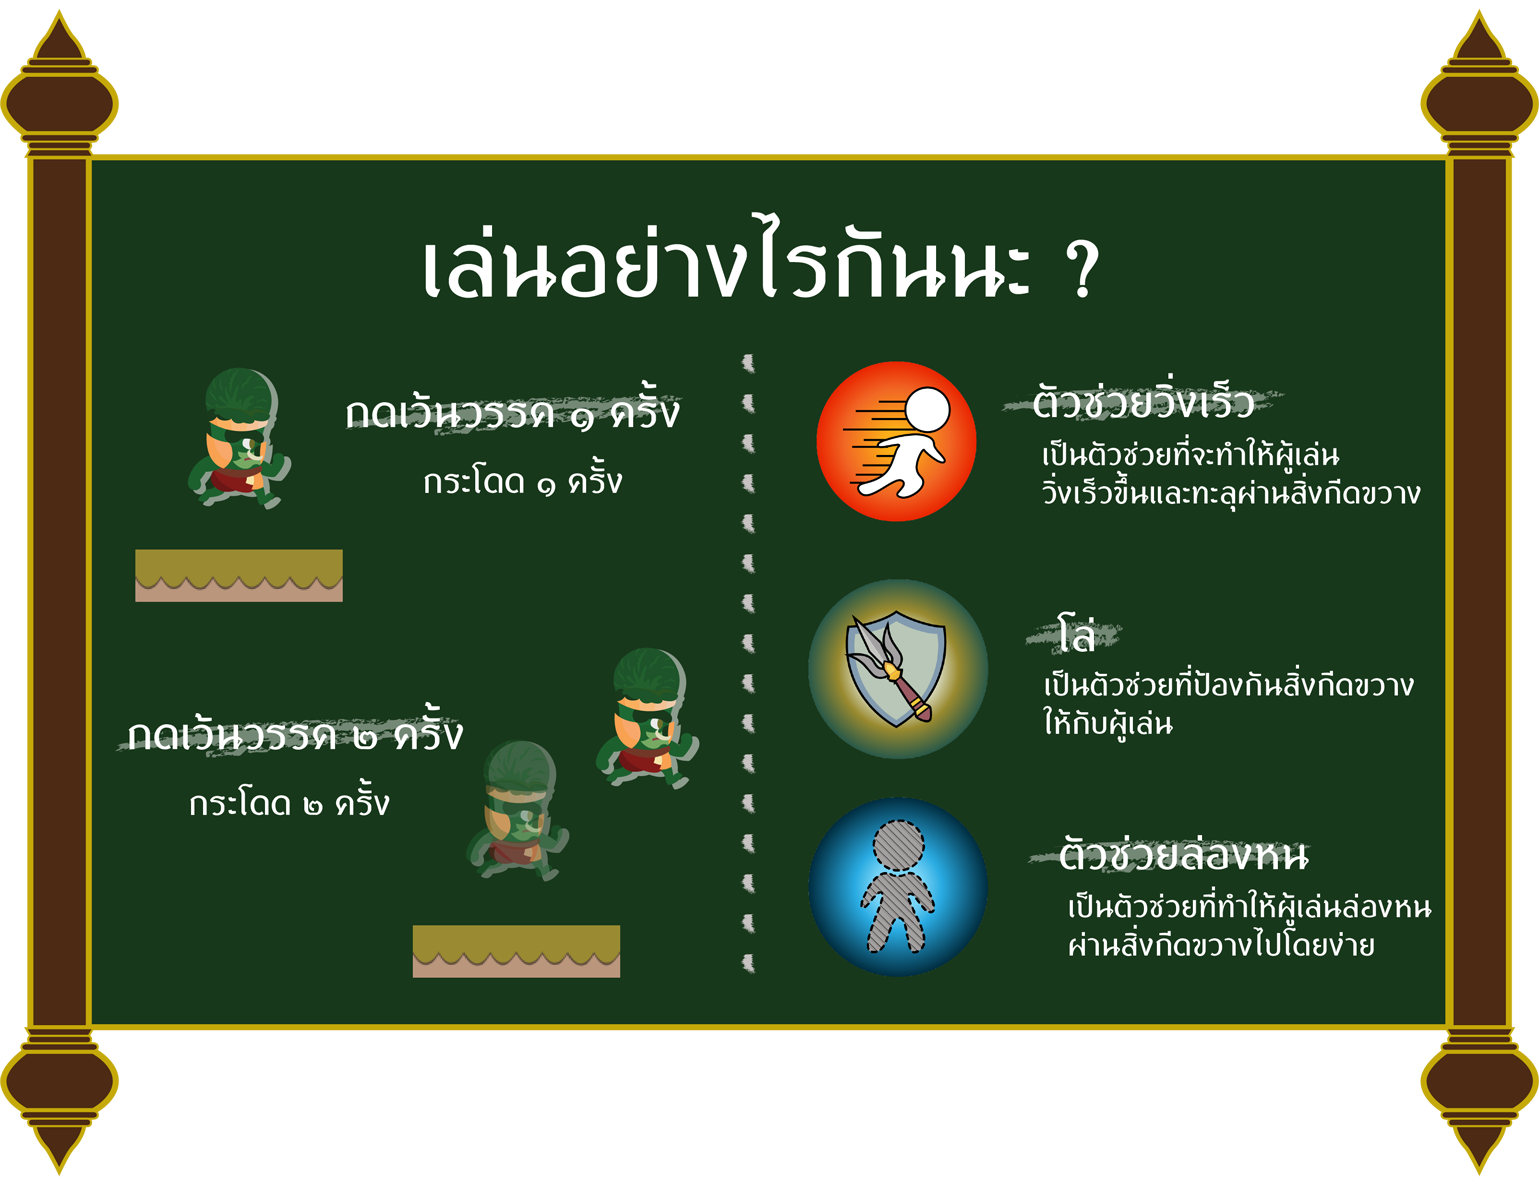 เล่นอย่างไรกันนะ ?
กดเว้นวรรค ๑ ครั้ง
กระโดด ๑ ครั้ง
กดเว้นวรรค ๒ ครั้ง
กระโดด ๒ ครั้ง
ตัวช่วยวิ่งเร็ว
เป็นตัวช่วยที่จะทำให้ผู้เล่น
วิ่งเร็วขึ้นและทะลุผ่านสิ่งกีดขวาง
โล่
เป็นตัวช่วยที่ป้องกันสิ่งกีดขวาง
ให้กับผู้เล่น
ตัวช่วยล่องหน
เป็นตัวช่วยที่ทำให้ผู้เล่นล่องหน
ผ่านสิ่งกีดขวางไปโดยง่าย